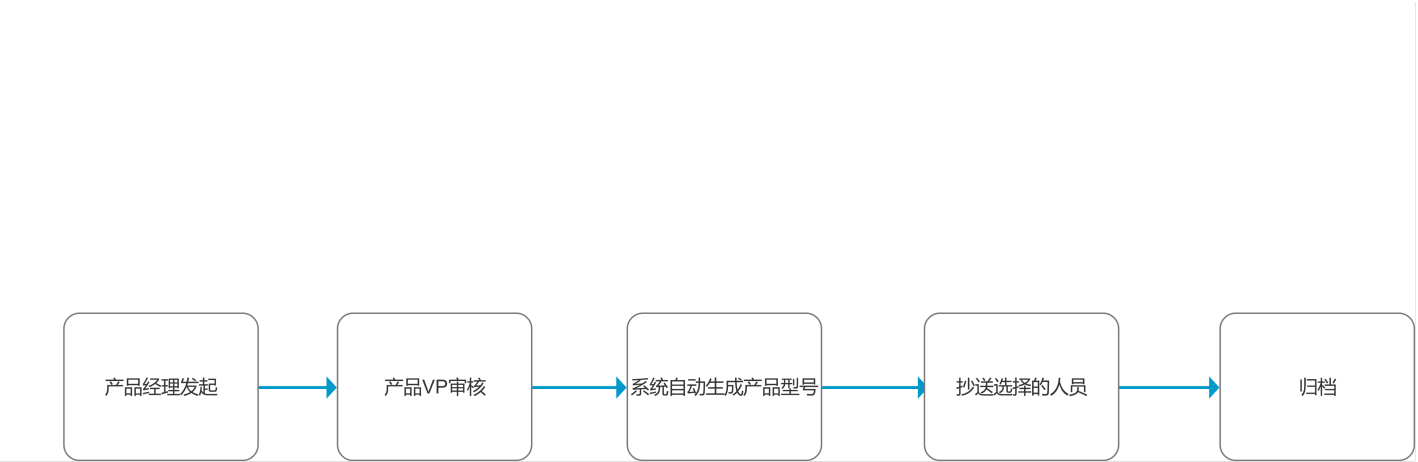 产品经理发起
产品VP审核
系统自动生成产品型号
抄送选择的人员
归档